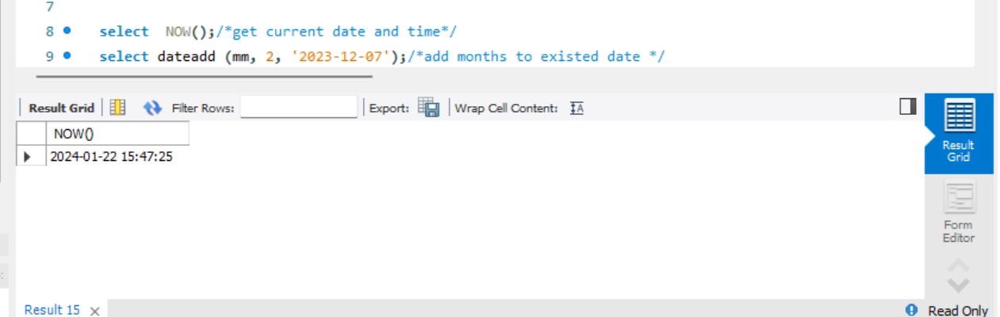 7
8 select NOW();/*get current date and time*/
9 select dateadd (mm, 2, '2023-12-07');/*add months to existed date */
Result Grid Filter Rows: Export: Wrap Cell Content: IA
NOW()
2024-01-22 15:47:25
Result
Grid
Form
Editor
Result 15 × Read Only